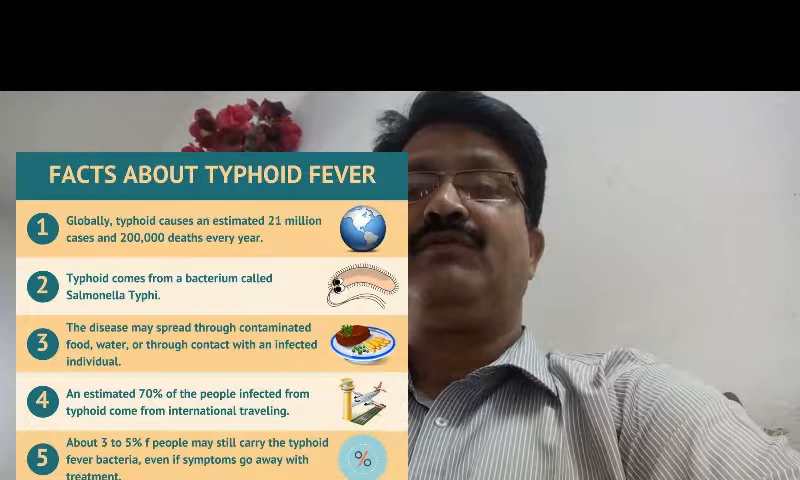 FACTS ABOUT TYPHOID FEVER
1
Globally, typhoid causes an estimated 21 million
cases and 200,000 deaths every year.
2
Typhoid comes from a bacterium called
Salmonella Typhi.
3
The disease may spread through contaminated
food, water, or through contact with an infected
individual.
4
An estimated 70% of the people infected from
typhoid come from international traveling.
5
About 3 to 5% f people may still carry the typhoid
fever bacteria, even if symptoms go away with
treatment.
%